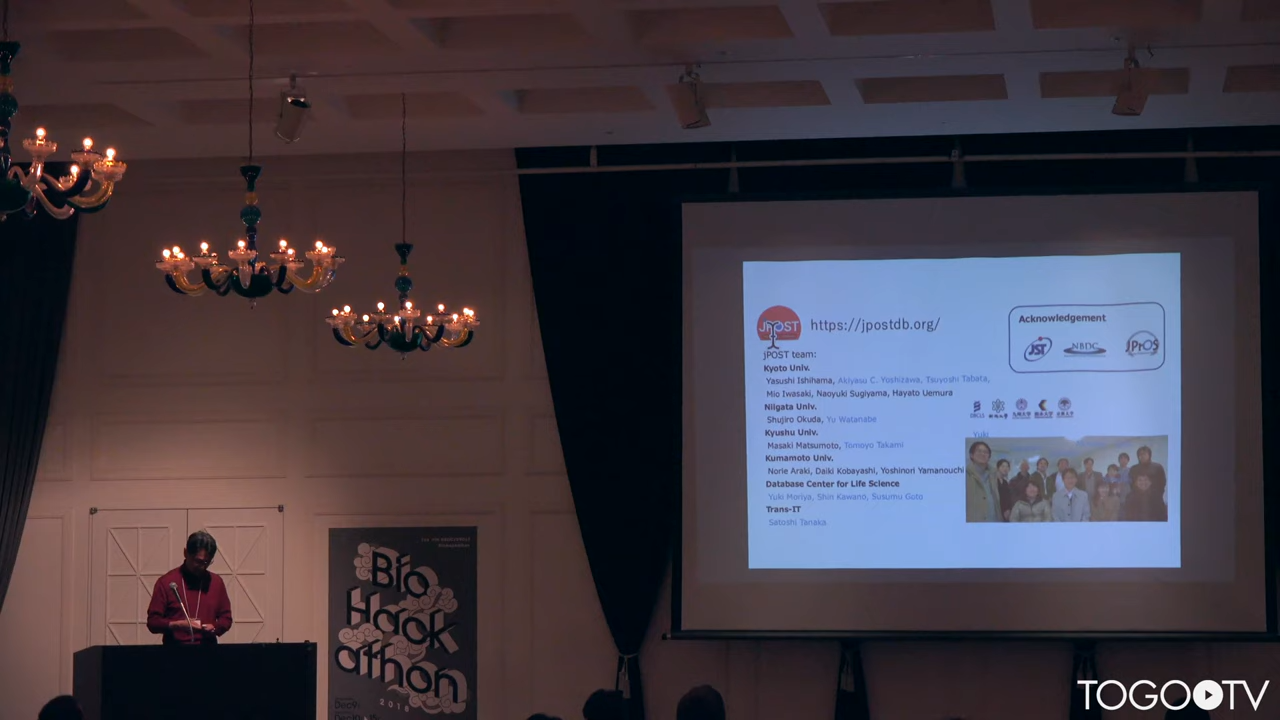 jPOST
https://jpostdb.org/
Acknowledgement
JST
NBDC
JPrOS
jPOST team:
Kyoto Univ.
Yasushi Ishihama, Akiyasu C. Yoshizawa, Tsuyoshi Tabata,
Mio Iwasaki, Naoyuki Sugiyama, Hayato Uemura
Niigata Univ.
Shujiro Okuda, Yu Watanabe
Kyushu Univ.
Masaki Matsumoto, Tomoyo Takami
Kumamoto Univ.
Norie Araki, Daiki Kobayashi, Yoshinori Yamanouchi
Database Center for Life Science
Yuki Moriya, Shin Kawano, Susumu Goto
Trans-IT
Satoshi Tanaka
Yuki
Bio
Hack
athon
2018
TOGOTV